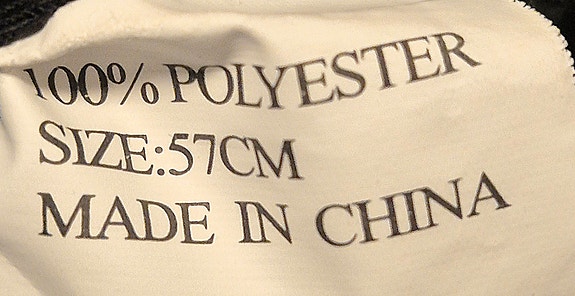 100% POLYESTER
SIZE:57CM
MADE IN CHINA